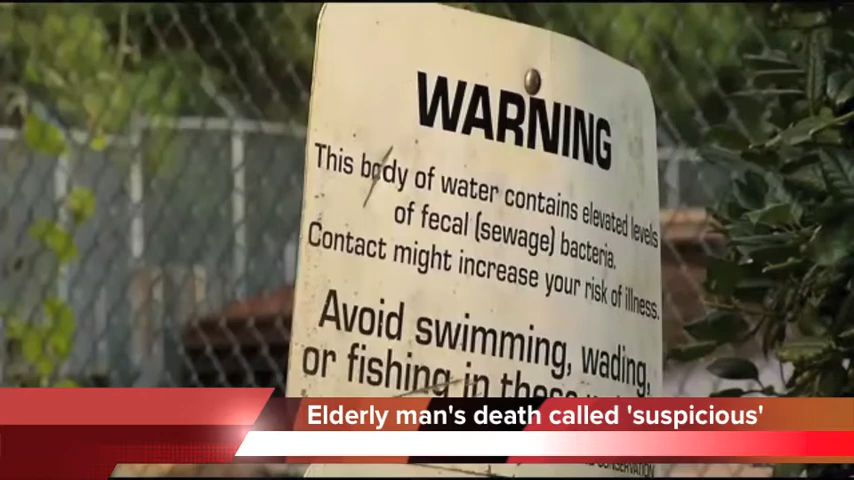 WARNING
This body of water contains elevated levels
of fecal (sewage) bacteria.
Contact might increase your risk of illness.
Avoid swimming, wading,
or fishing in these
Elderly man's death called 'suspicious'
CONSERVATION